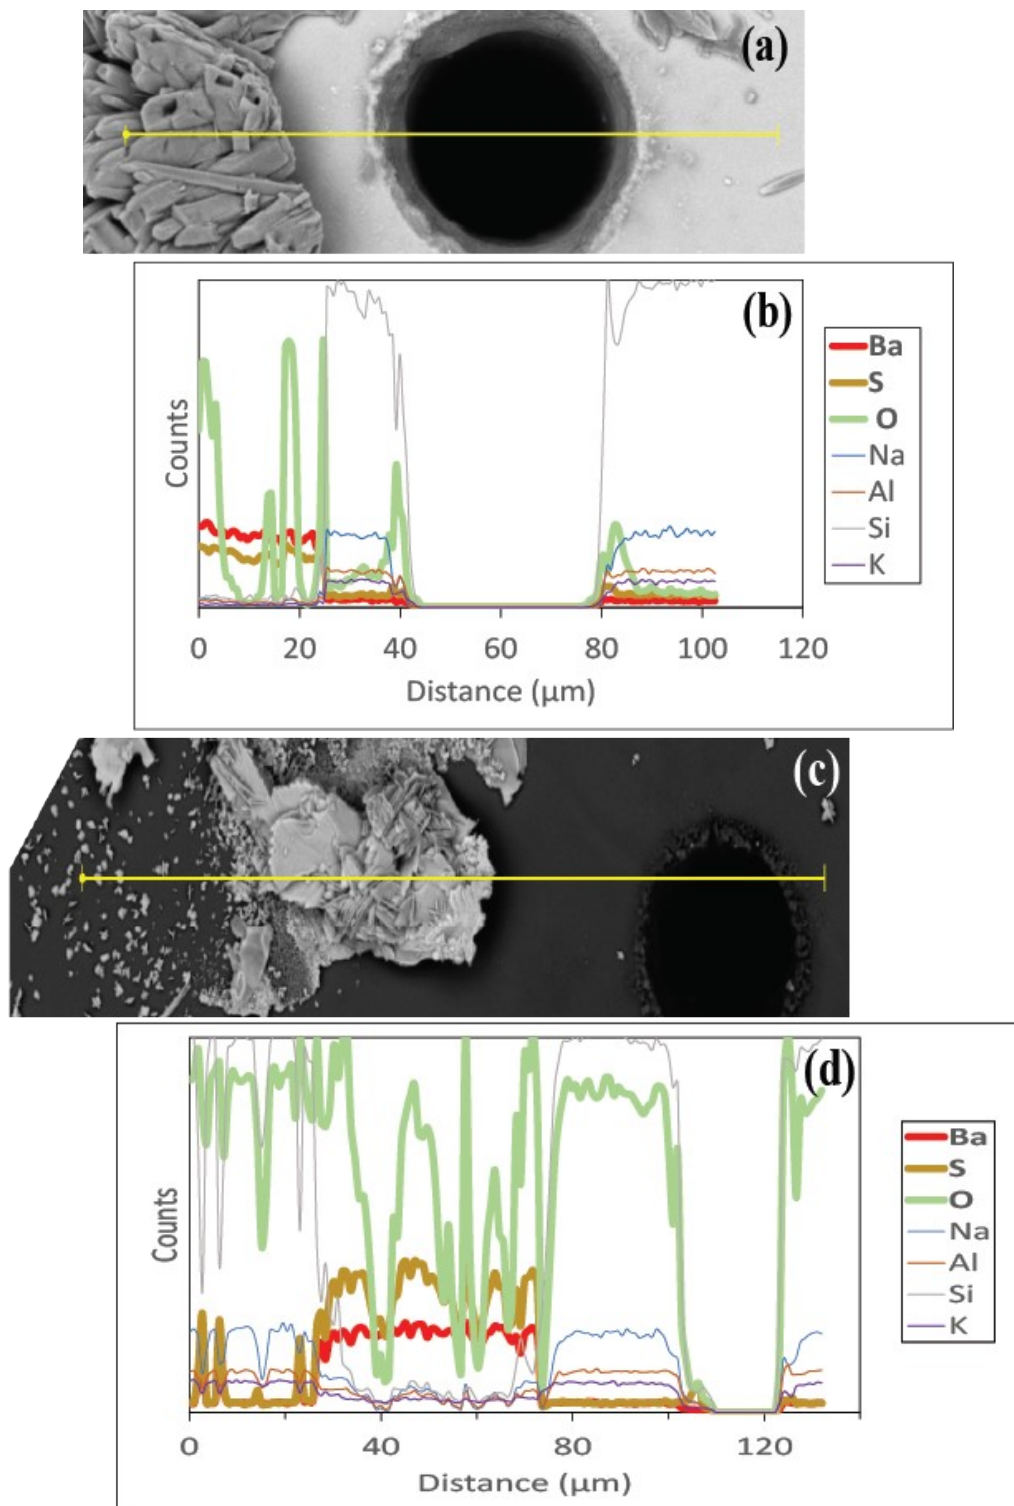 (a)
(b)
Counts
Ba
S
O
Na
Al
Si
K
0 20 40 60 80 100 120
Distance (μm)
(c)
(d)
Counts
Ba
S
O
Na
Al
Si
K
0 40 80 120
Distance (μm)